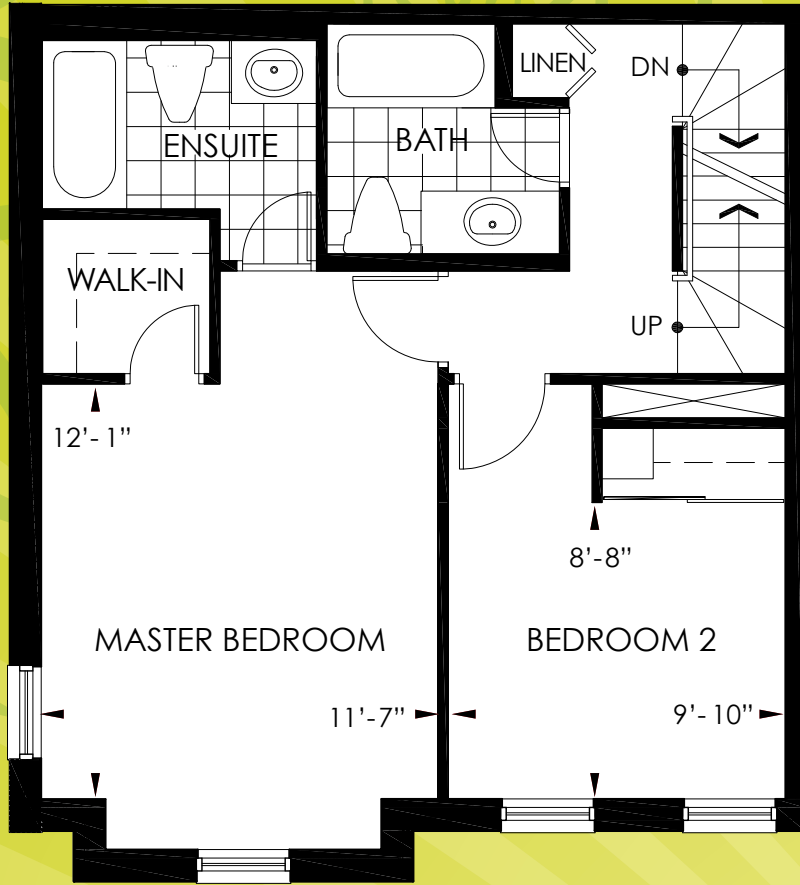 LINEN
DN
ENSUITE
BATH
WALK-IN
UP
12'- 1”
8'-8”
MASTER BEDROOM
BEDROOM 2
11'-7”
9'- 10”